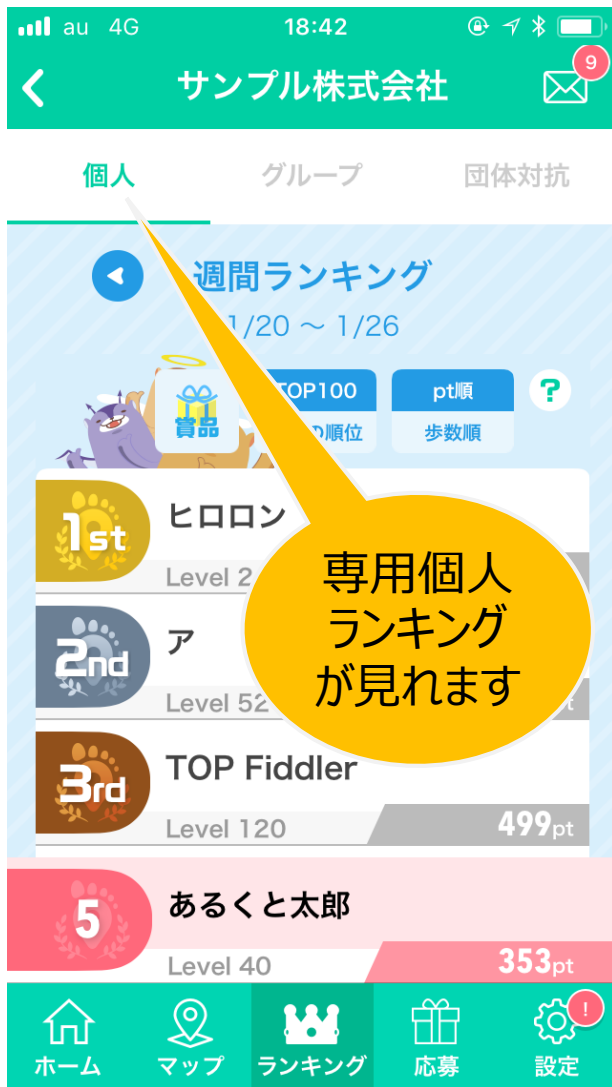 au 4G 18:42
サンプル株式会社 9
個人 グループ 団体対抗
週間ランキング
1/20 ～ 1/26
賞品 TOP100 pt順 ?
順位 歩数順
1st ヒロロン
Level 2
2nd ア
Level 52
専用個人
ランキング
が見れます
3rd TOP Fiddler
Level 120 499pt
5 あるくと太郎
Level 40 353pt
ホーム マップ ランキング 応募 設定 !